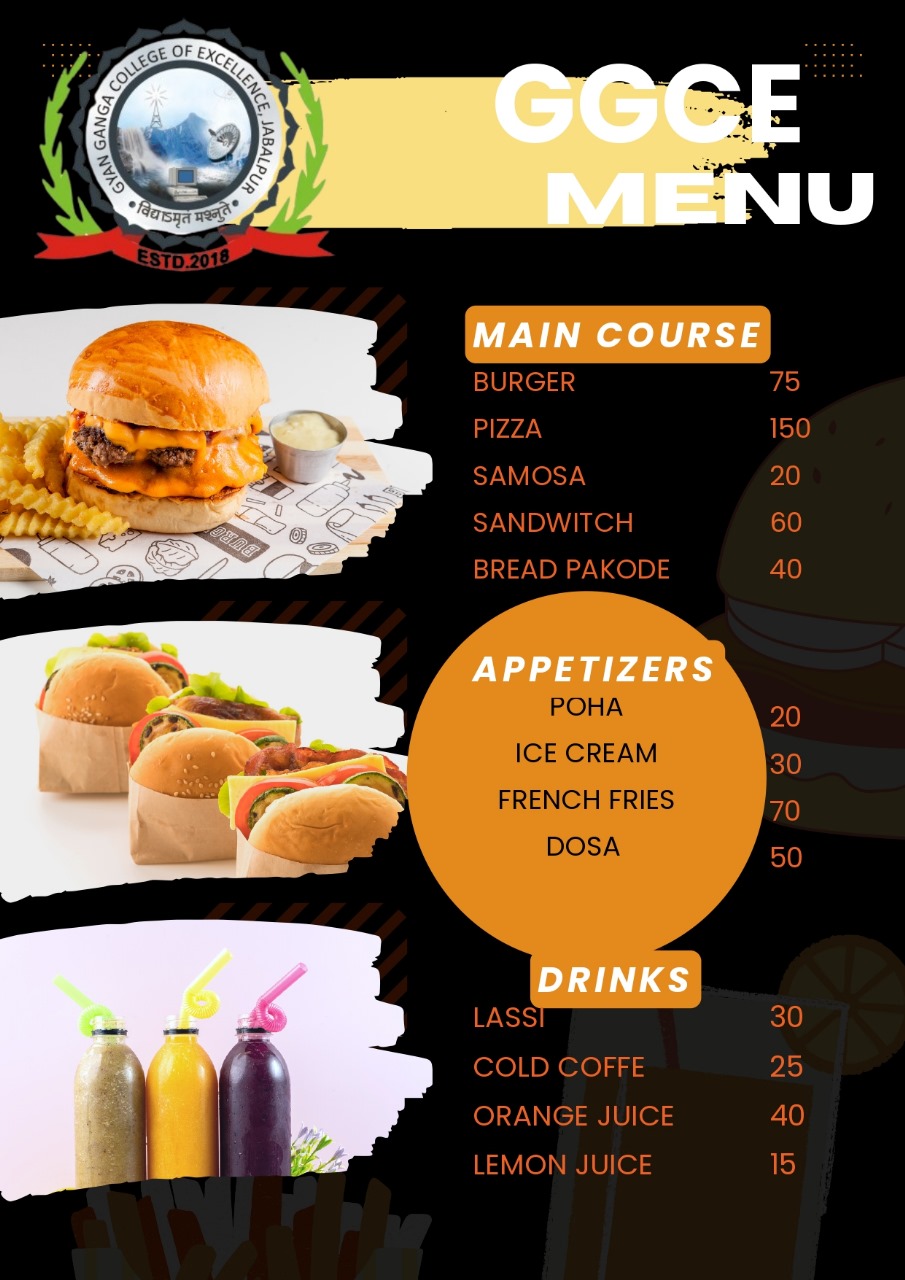 GYAN GANGA COLLEGE OF EXCELLENCE, JABALPUR
विद्याऽमृतं मश्नुते
ESTD.2018
GGCE
MENU
MAIN COURSE
BURGER 75
PIZZA 150
SAMOSA 20
SANDWITCH 60
BREAD PAKODE 40
APPETIZERS
POHA 20
ICE CREAM 30
FRENCH FRIES 70
DOSA 50
DRINKS
LASSI 30
COLD COFFE 25
ORANGE JUICE 40
LEMON JUICE 15
BURG